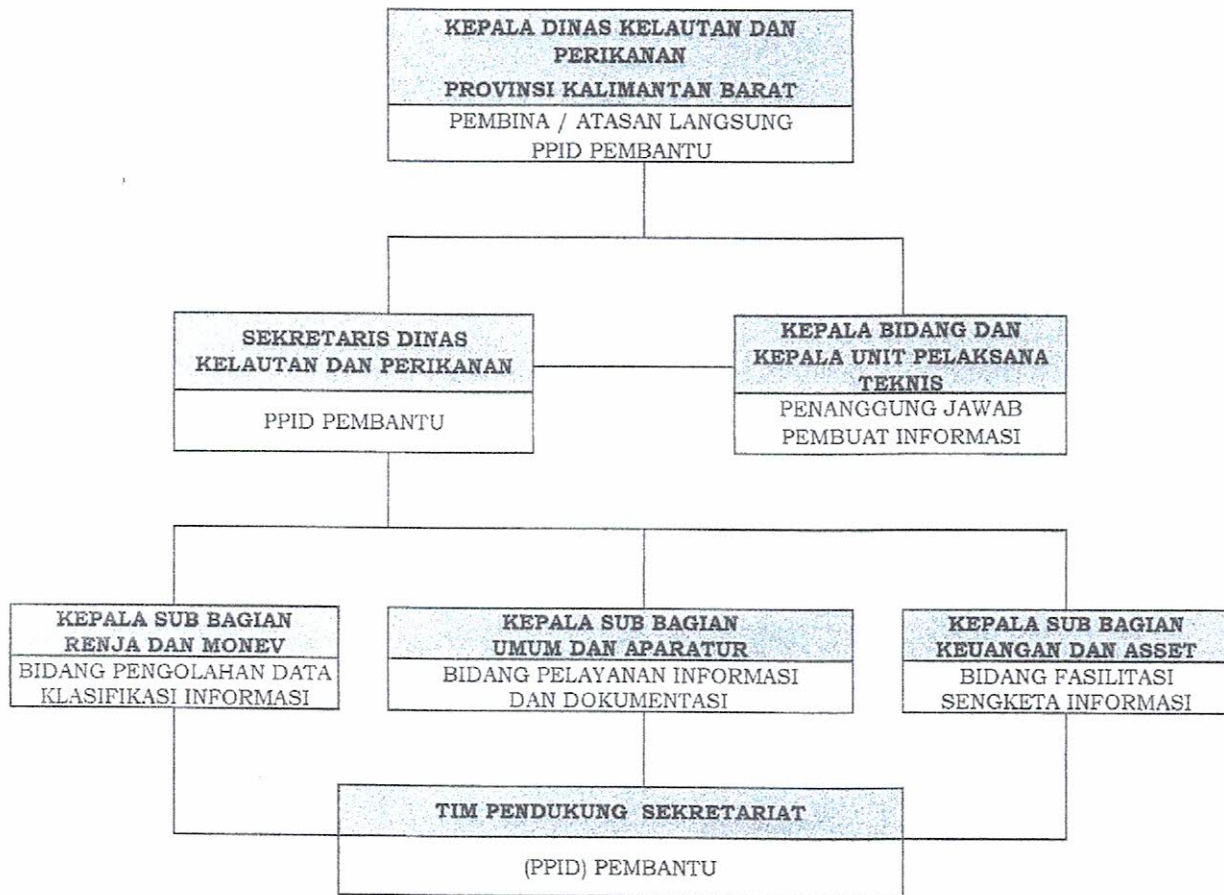 KEPALA DINAS KELAUTAN DAN
PERIKANAN
PROVINSI KALIMANTAN BARAT
PEMBINA / ATASAN LANGSUNG
PPID PEMBANTU
SEKRETARIS DINAS
KELAUTAN DAN PERIKANAN
PPID PEMBANTU
KEPALA BIDANG DAN
KEPALA UNIT PELAKSANA
TEKNIS
PENANGGUNG JAWAB
PEMBUAT INFORMASI
KEPALA SUB BAGIAN
RENJA DAN MONEV
BIDANG PENGOLAHAN DATA
KLASIFIKASI INFORMASI
KEPALA SUB BAGIAN
UMUM DAN APARATUR
BIDANG PELAYANAN INFORMASI
DAN DOKUMENTASI
KEPALA SUB BAGIAN
KEUANGAN DAN ASSET
BIDANG FASILITASI
SENGKETA INFORMASI
TIM PENDUKUNG SEKRETARIAT
(PPID) PEMBANTU